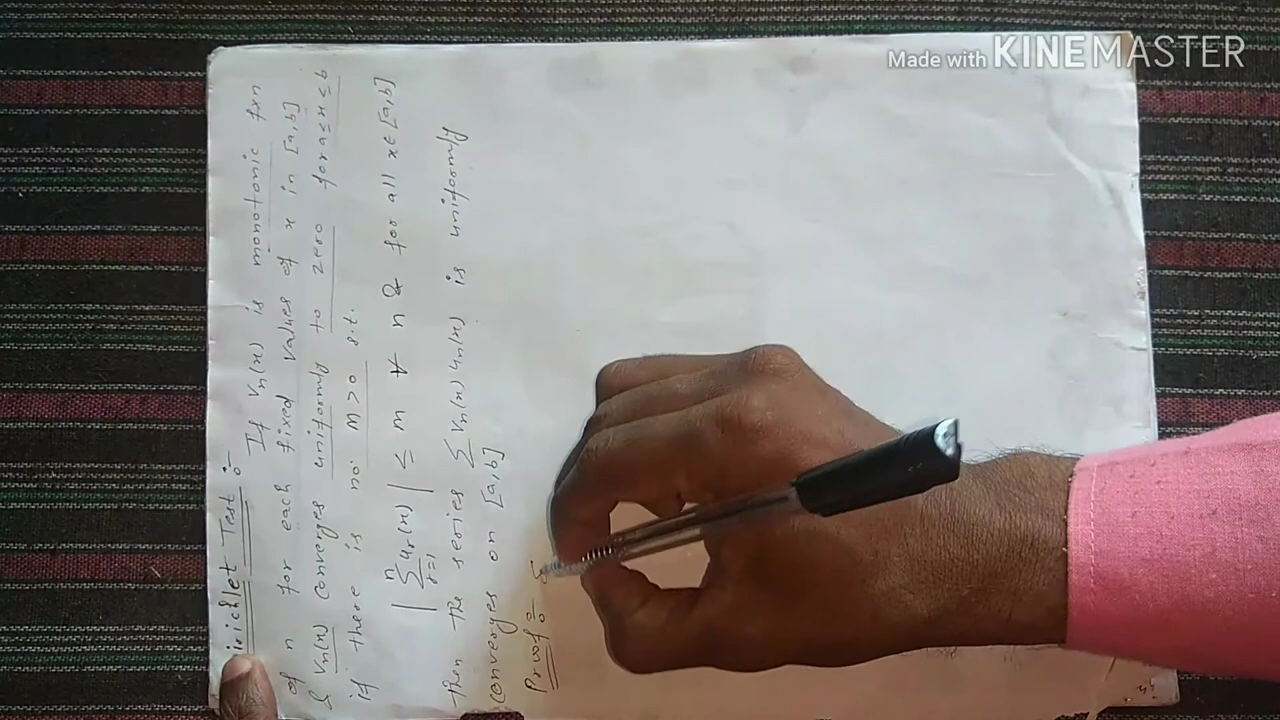 Made with KINEMASTER
Dirichlet Test :-
If Vn(x) is monotonic fxn
of n for each fixed values of x in [a,b]
& Vn(x) converges uniformly to zero for a ≤ x ≤ b
if there is no. M>0 s.t.
| n∑r=1 ur(x) | ≤ M ∀ n & for all x∈[a,b]
then the series ∑ Vn(x) un(x) is uniformly
converges on [a,b]
Proof :-